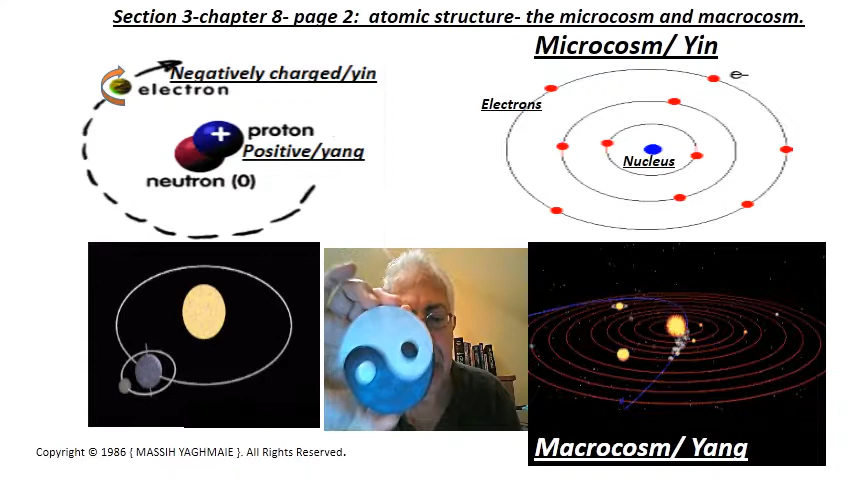 Section 3-chapter 8- page 2:  atomic structure- the microcosm and macrocosm.
Microcosm/ Yin
Negatively charged/yin
electron
e-
Electrons
proton
Positive/yang
Nucleus
neutron (0)
Macrocosm/ Yang
Copyright © 1986 { MASSIH YAGHMAIE }. All Rights Reserved.